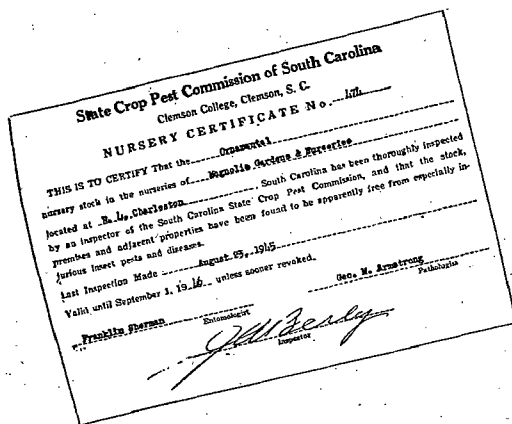 State Crop Pest Commission of South Carolina
Clemson College, Clemson, S. C.
NURSERY CERTIFICATE No.
THIS IS TO CERTIFY That the Ornamental
nursery stock in the nurseries of Magnolia Gardens & Nurseries
located at R. 4, Charleston, South Carolina has been thoroughly inspected
by an inspector of the South Carolina State Crop Pest Commission, and that the stock,
premises and adjacent properties have been found to be apparently free from especially in-
jurious insect pests and diseases.
Last Inspection Made August 25, 1945
Valid until September 1, 1946 unless sooner revoked.
Franklin Sherman
Entomologist
Geo. M. Armstrong
Pathologist
Inspector